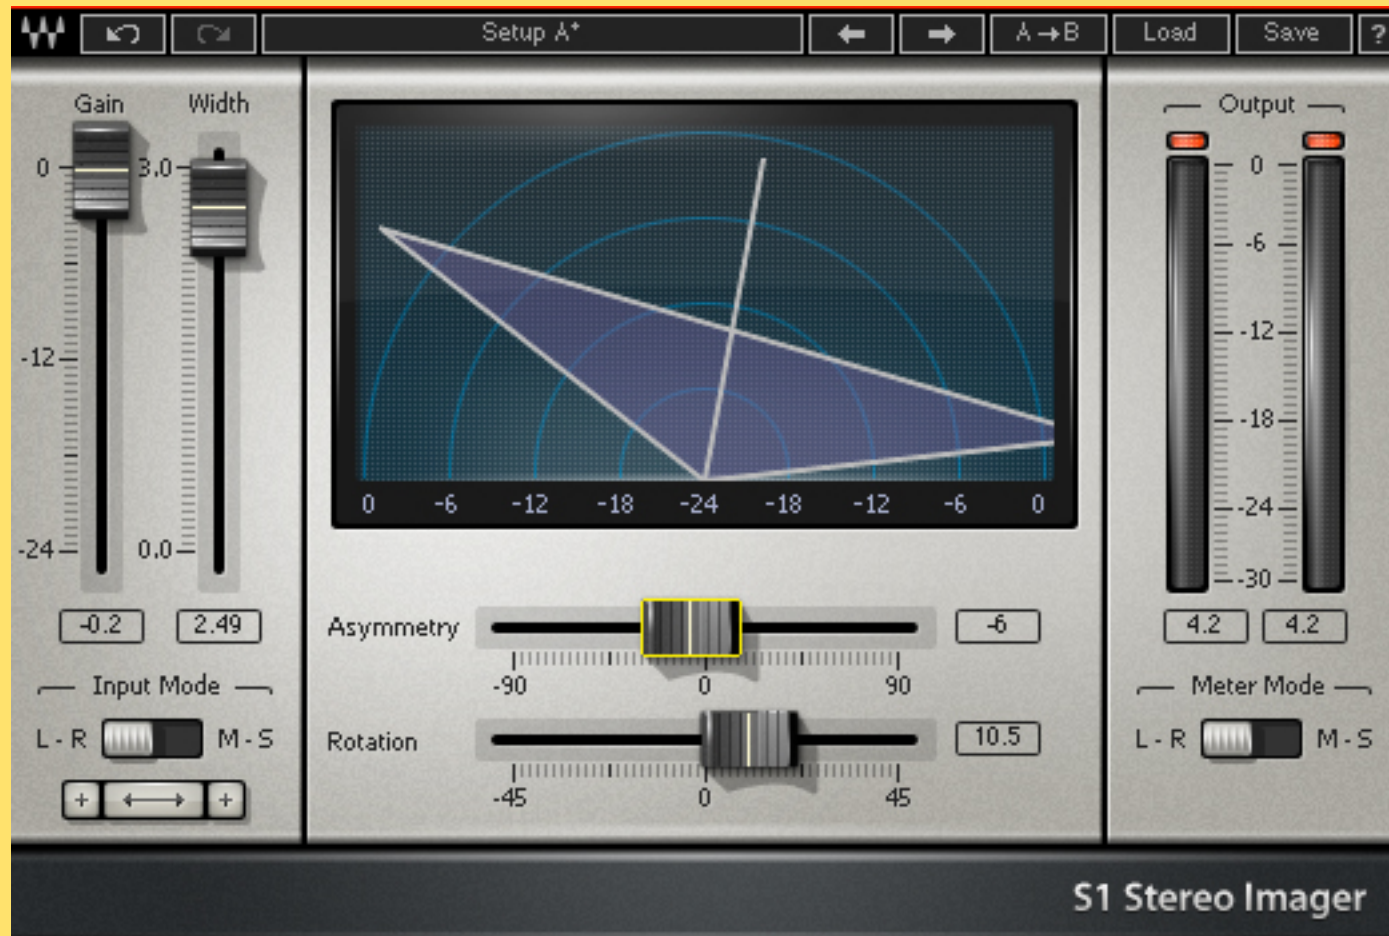 Setup A* A→B Load Save ?
Gain Width
0 3.0
-12
-24 0.0
-0.2 2.49
Input Mode
L - R M - S
+ +
0 -6 -12 -18 -24 -18 -12 -6 0
Asymmetry -6
-90 0 90
Rotation 10.5
-45 0 45
Output
0
-6
-12
-18
-24
-30
4.2 4.2
Meter Mode
L - R M - S
S1 Stereo Imager